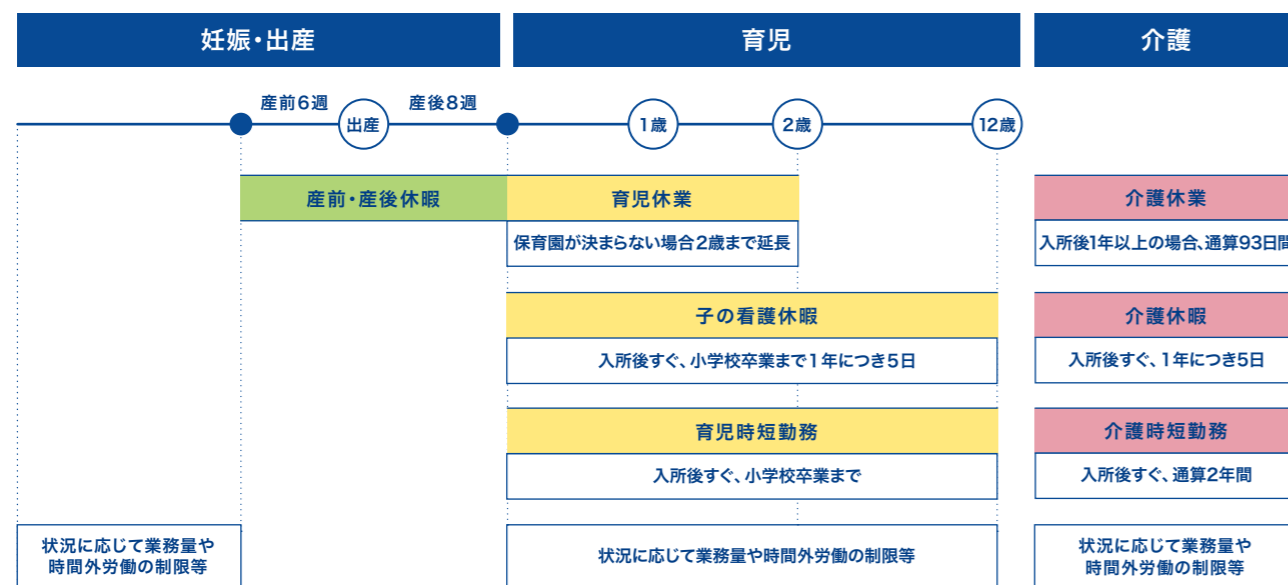 妊娠・出産
育児
介護
産前6週
産後8週
出産
1歳
2歳
12歳
産前・産後休暇
育児休業
介護休業
保育園が決まらない場合2歳まで延長
入所後1年以上の場合、通算93日間
子の看護休暇
介護休暇
入所後すぐ、小学校卒業まで1年につき5日
入所後すぐ、1年につき5日
育児時短勤務
介護時短勤務
入所後すぐ、小学校卒業まで
入所後すぐ、通算2年間
状況に応じて業務量や
時間外労働の制限等
状況に応じて業務量や時間外労働の制限等
状況に応じて業務量や
時間外労働の制限等